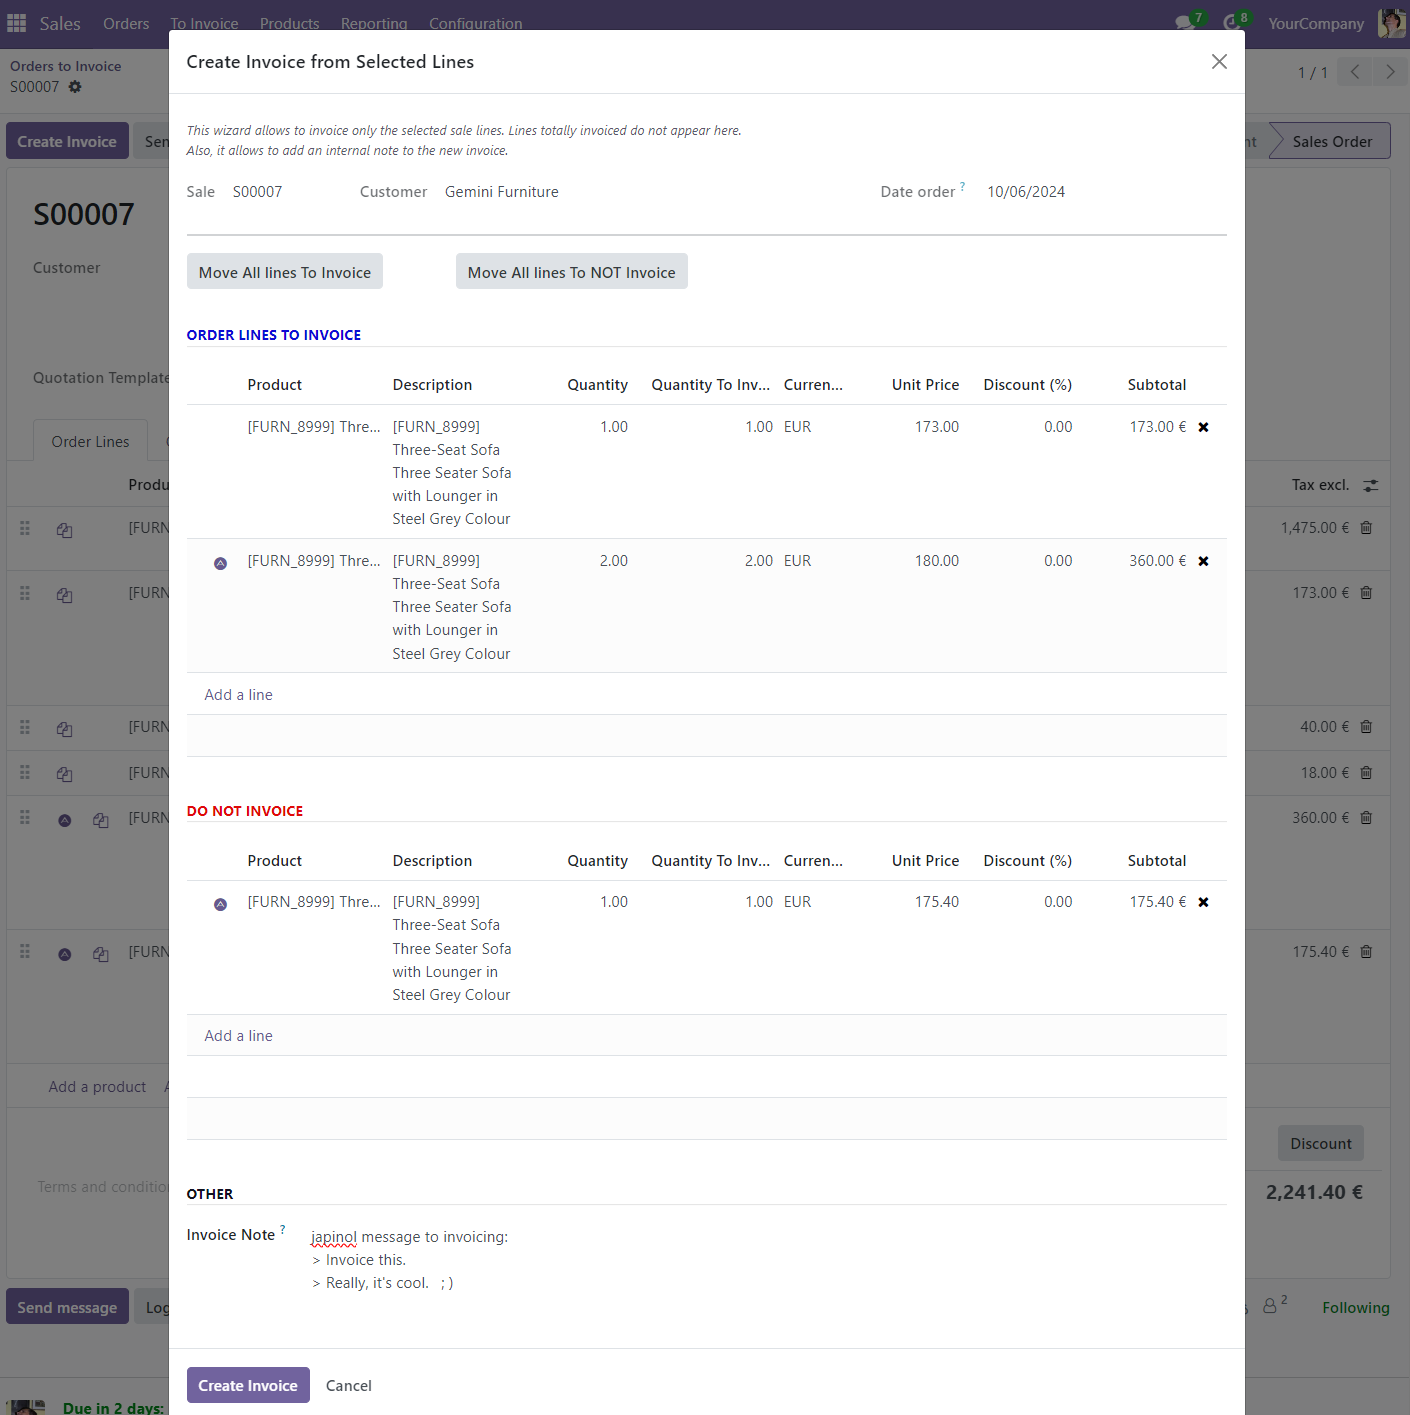 Sales Orders To Invoice Products Reporting Configuration 7 8 YourCompany
Orders to Invoice
S00007
1 / 1
Create Invoice
Sales Order
S00007
Customer
Quotation Template
Order Lines
Tax excl.
[FURN 1,475.00 €
[FURN 173.00 €
[FURN 40.00 €
[FURN 18.00 €
[FURN 360.00 €
[FURN 175.40 €
Add a product
Discount
2,241.40 €
Send message
2 Following
Due in 2 days:
Create Invoice from Selected Lines
This wizard allows to invoice only the selected sale lines. Lines totally invoiced do not appear here.
Also, it allows to add an internal note to the new invoice.
Sale S00007 Customer Gemini Furniture Date order ? 10/06/2024
Move All lines To Invoice Move All lines To NOT Invoice
ORDER LINES TO INVOICE
Product Description Quantity Quantity To Inv... Curren... Unit Price Discount (%) Subtotal
[FURN_8999] Thre... [FURN_8999] 1.00 1.00 EUR 173.00 0.00 173.00 €
Three-Seat Sofa
Three Seater Sofa
with Lounger in
Steel Grey Colour
[FURN_8999] Thre... [FURN_8999] 2.00 2.00 EUR 180.00 0.00 360.00 €
Three-Seat Sofa
Three Seater Sofa
with Lounger in
Steel Grey Colour
Add a line
DO NOT INVOICE
Product Description Quantity Quantity To Inv... Curren... Unit Price Discount (%) Subtotal
[FURN_8999] Thre... [FURN_8999] 1.00 1.00 EUR 175.40 0.00 175.40 €
Three-Seat Sofa
Three Seater Sofa
with Lounger in
Steel Grey Colour
Add a line
OTHER
Invoice Note ? japinol message to invoicing:
> Invoice this.
> Really, it's cool. ; )
Create Invoice Cancel